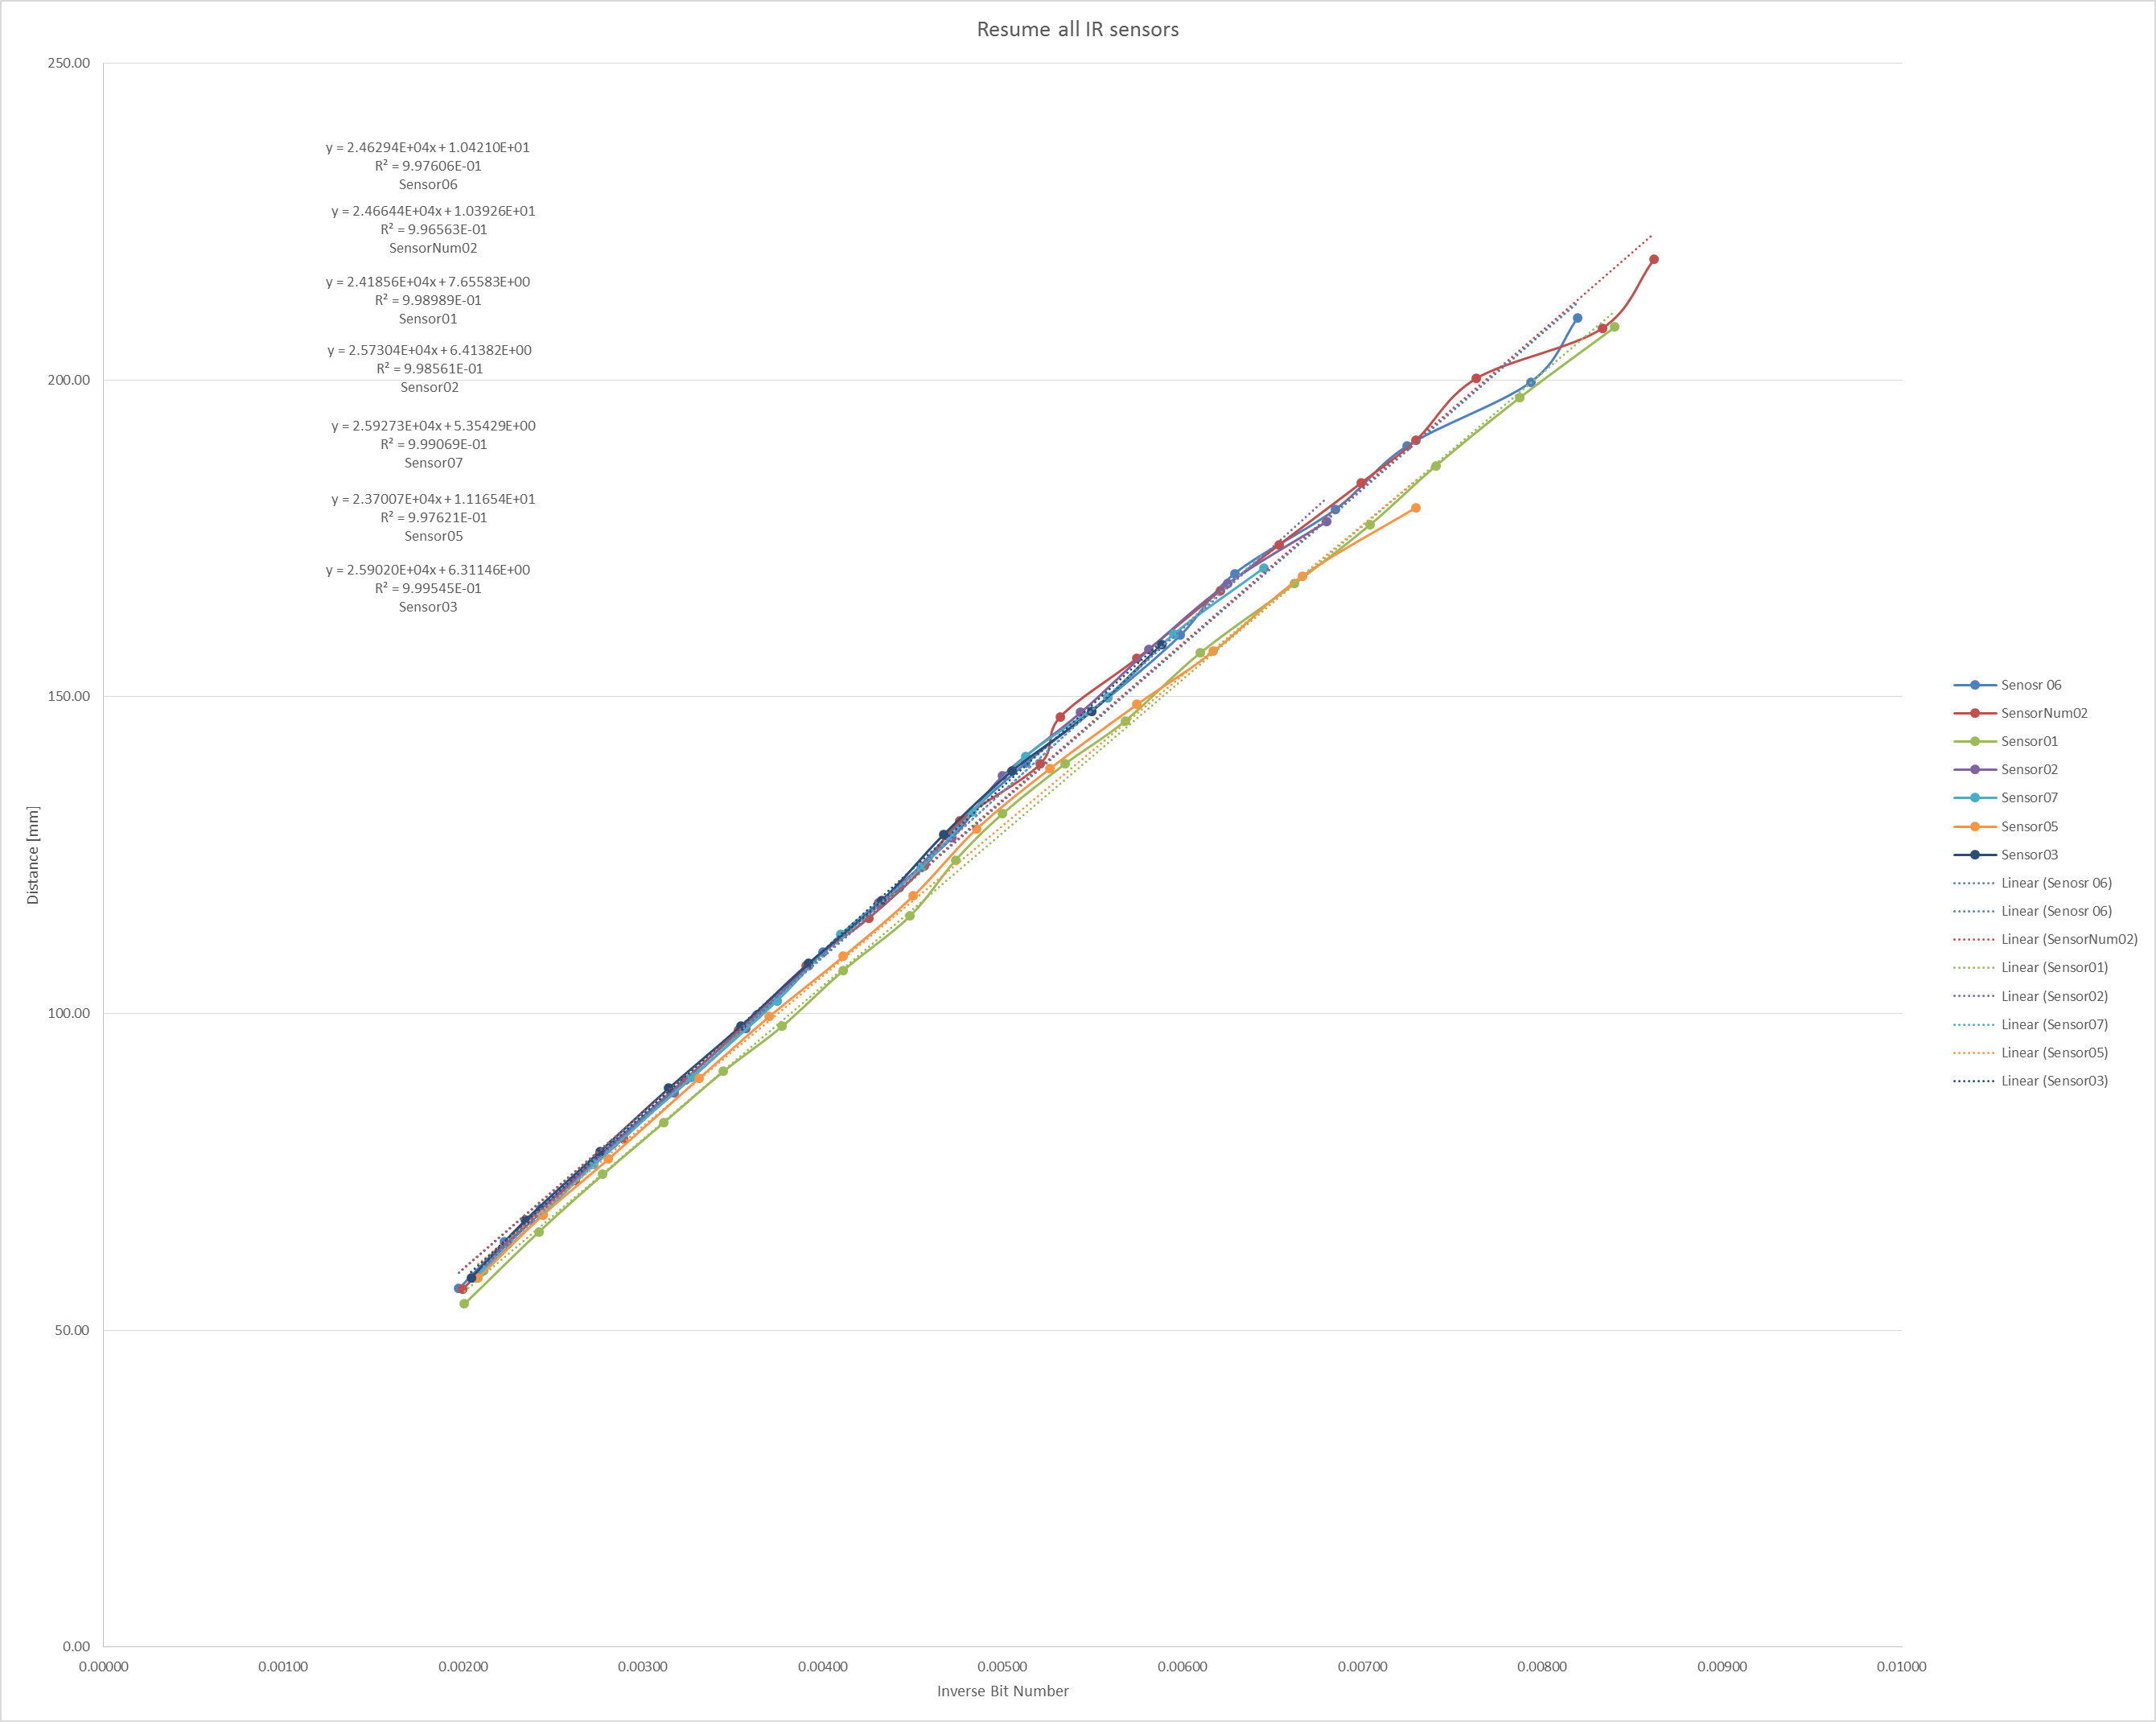 Resume all IR sensors
250.00
200.00
150.00
100.00
50.00
0.00
Distance [mm]
y = 2.46294E+04x + 1.04210E+01
R² = 9.97606E-01
Sensor06
y = 2.46644E+04x + 1.03926E+01
R² = 9.96563E-01
SensorNum02
y = 2.41856E+04x + 7.65583E+00
R² = 9.98989E-01
Sensor01
y = 2.57304E+04x + 6.41382E+00
R² = 9.98561E-01
Sensor02
y = 2.59273E+04x + 5.35429E+00
R² = 9.99069E-01
Sensor07
y = 2.37007E+04x + 1.11654E+01
R² = 9.97621E-01
Sensor05
y = 2.59020E+04x + 6.31146E+00
R² = 9.99545E-01
Sensor03
Senosr 06
SensorNum02
Sensor01
Sensor02
Sensor07
Sensor05
Sensor03
Linear (Senosr 06)
Linear (Senosr 06)
Linear (SensorNum02)
Linear (Sensor01)
Linear (Sensor02)
Linear (Sensor07)
Linear (Sensor05)
Linear (Sensor03)
0.00000 0.00100 0.00200 0.00300 0.00400 0.00500 0.00600 0.00700 0.00800 0.00900 0.01000
Inverse Bit Number